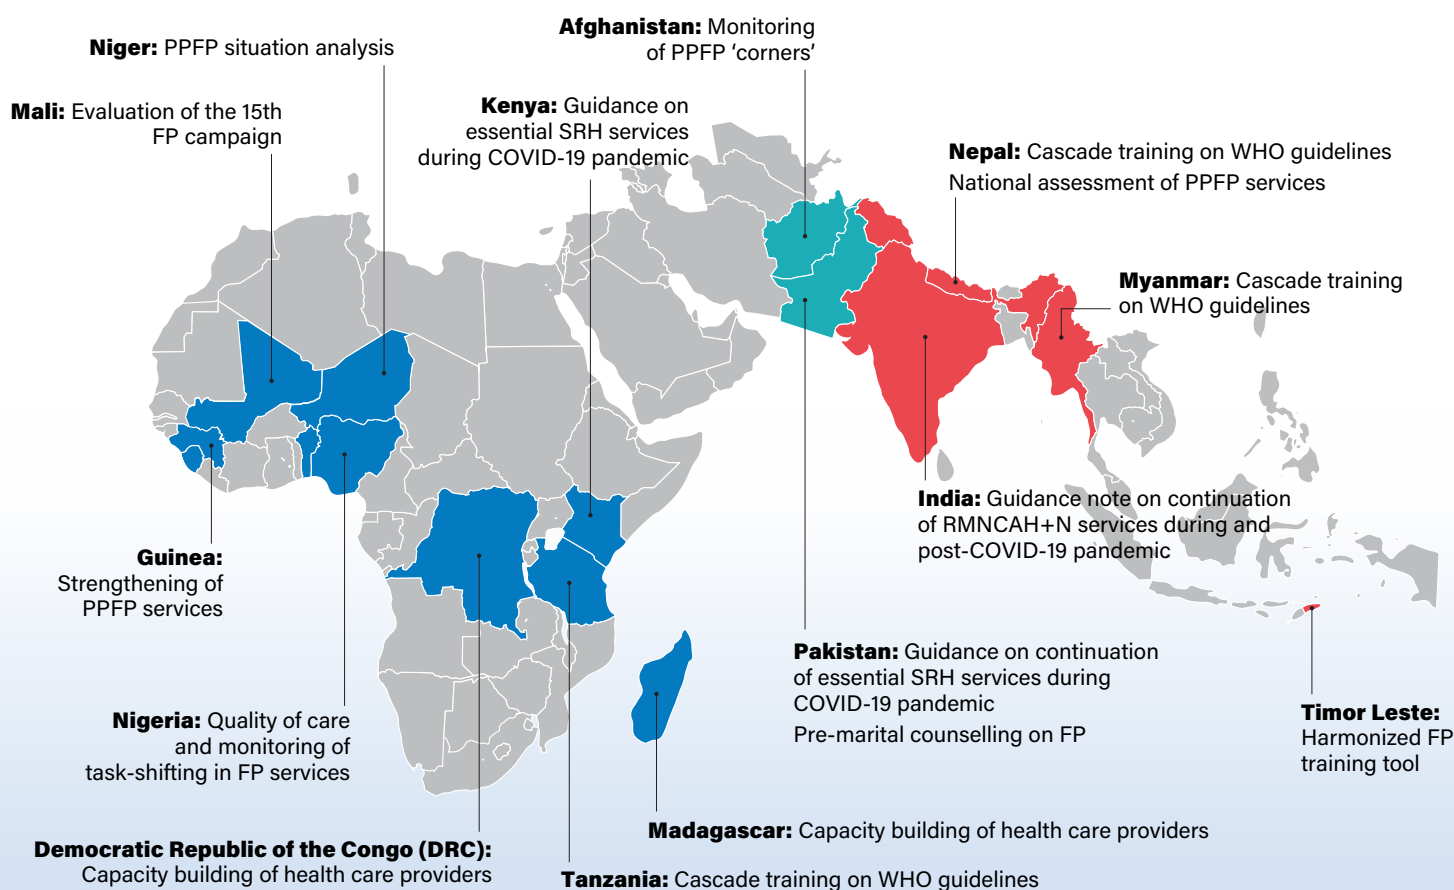 Niger: PPFP situation analysis
Mali: Evaluation of the 15th
FP campaign
Afghanistan: Monitoring
of PPFP ‘corners’
Kenya: Guidance on
essential SRH services
during COVID-19 pandemic
Nepal: Cascade training on WHO guidelines
National assessment of PPFP services
Myanmar: Cascade training
on WHO guidelines
India: Guidance note on continuation
of RMNCAH+N services during and
post-COVID-19 pandemic
Guinea:
Strengthening of
PPFP services
Pakistan: Guidance on continuation
of essential SRH services during
COVID-19 pandemic
Pre-marital counselling on FP
Timor Leste:
Harmonized FP
training tool
Nigeria: Quality of care
and monitoring of
task-shifting in FP services
Madagascar: Capacity building of health care providers
Democratic Republic of the Congo (DRC):
Capacity building of health care providers
Tanzania: Cascade training on WHO guidelines